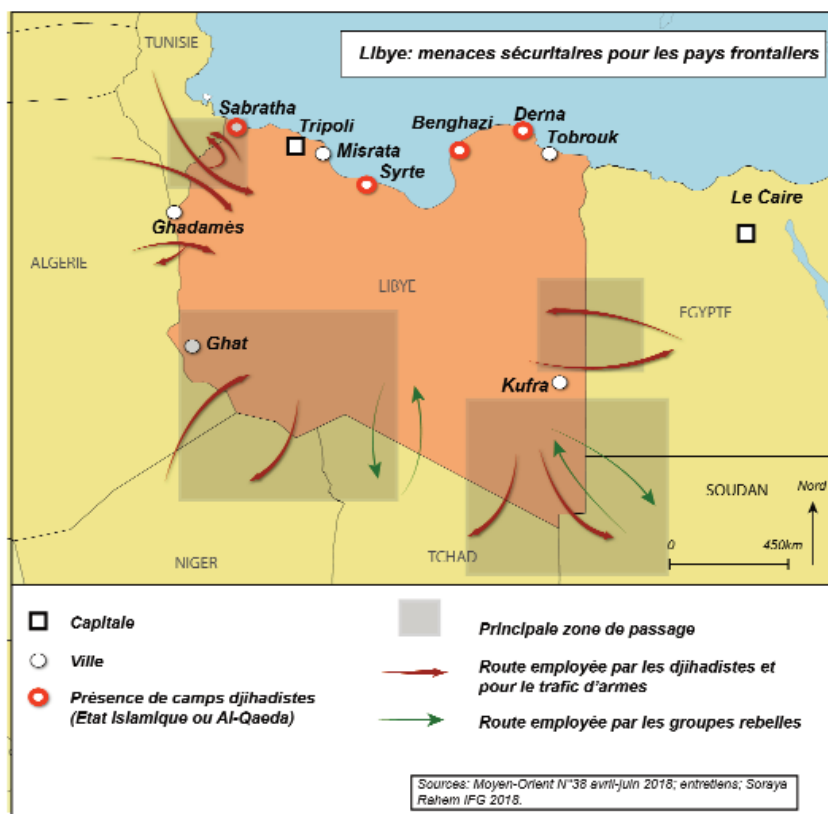 TUNISIE
Libye: menaces sécuritaires pour les pays frontaliers
Sabratha
Tripoli
Misrata
Syrte
Benghazi
Derna
Tobrouk
Le Caire
Ghadamès
ALGERIE
LIBYE
EGYPTE
Ghat
Kufra
SOUDAN
Nord
0 450km
NIGER
TCHAD
Capitale
Ville
Présence de camps djihadistes
(Etat Islamique ou Al-Qaeda)
Principale zone de passage
Route employée par les djihadistes et
pour le trafic d'armes
Route employée par les groupes rebelles
Sources: Moyen-Orient N°38 avril-juin 2018; entretiens; Soraya
Rahem IFG 2018.